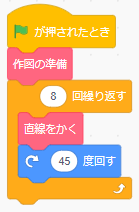 が押されたとき
作図の準備
8 回繰り返す
直線をかく
45 度回す